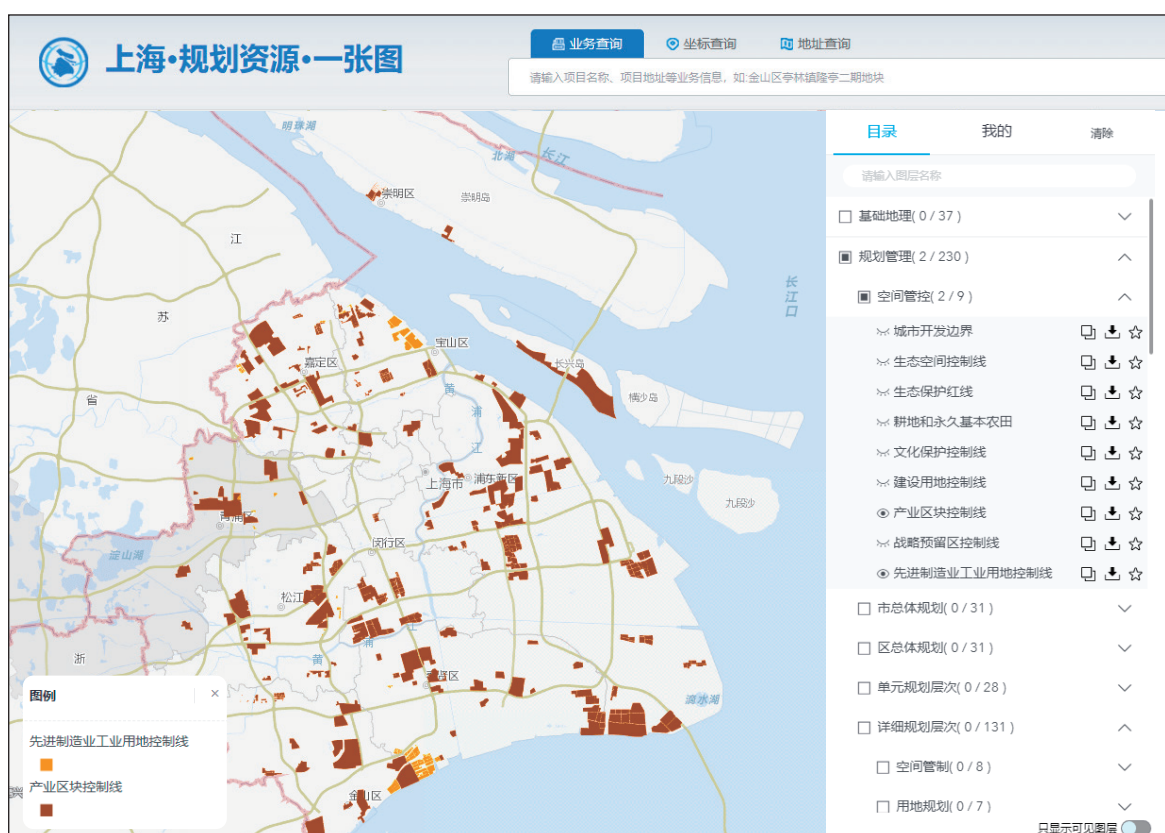 上海·规划资源·一张图
业务查询
坐标查询
地址查询
请输入项目名称、项目地址等业务信息，如:金山区亭林镇隆亭二期地块
明珠湖
北湖
长江
崇明区
崇明岛
江
长江口
苏
宝山区
嘉定区
长兴岛
黄
浦
江
横沙岛
省
上海市
浦东新区
九段沙
九段沙
青浦区
闵行区
淀山湖
松江
江
浦
黄
浙
奉贤区
滴水湖
金山区
图例
×
先进制造业工业用地控制线
产业区块控制线
目录
我的
清除
请输入图层名称
基础地理( 0 / 37 )
规划管理( 2 / 230 )
空间管控( 2 / 9 )
城市开发边界
生态空间控制线
生态保护红线
耕地和永久基本农田
文化保护控制线
建设用地控制线
产业区块控制线
战略预留区控制线
先进制造业工业用地控制线
市总体规划( 0 / 31 )
区总体规划( 0 / 31 )
单元规划层次( 0 / 28 )
详细规划层次( 0 / 131 )
空间管制( 0 / 8 )
用地规划( 0 / 7 )
只显示可见图层